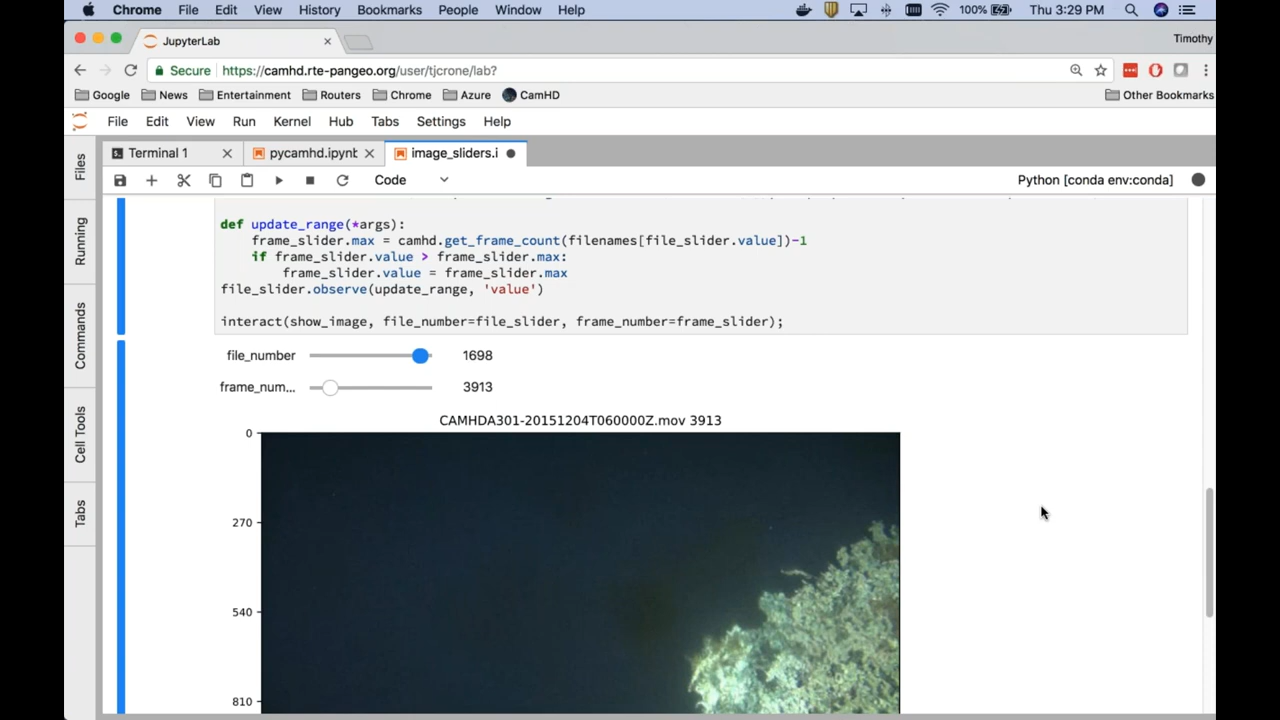 Chrome File Edit View History Bookmarks People Window Help 100% Thu 3:29 PM
JupyterLab
Timothy
Secure https://camhd.rte-pangeo.org/user/tjcrone/lab?
Google News Entertainment Routers Chrome Azure CamHD Other Bookmarks
File Edit View Run Kernel Hub Tabs Settings Help
Terminal 1 pycamhd.ipynb image_sliders.i
Code Python [conda env:conda]
Files
Running
Commands
Cell Tools
Tabs
def update_range(*args):
frame_slider.max = camhd.get_frame_count(filenames[file_slider.value])-1
if frame_slider.value > frame_slider.max:
frame_slider.value = frame_slider.max
file_slider.observe(update_range, 'value')
interact(show_image, file_number=file_slider, frame_number=frame_slider);
file_number 1698
frame_num... 3913
CAMHDA301-20151204T060000Z.mov 3913
0
270
540
810